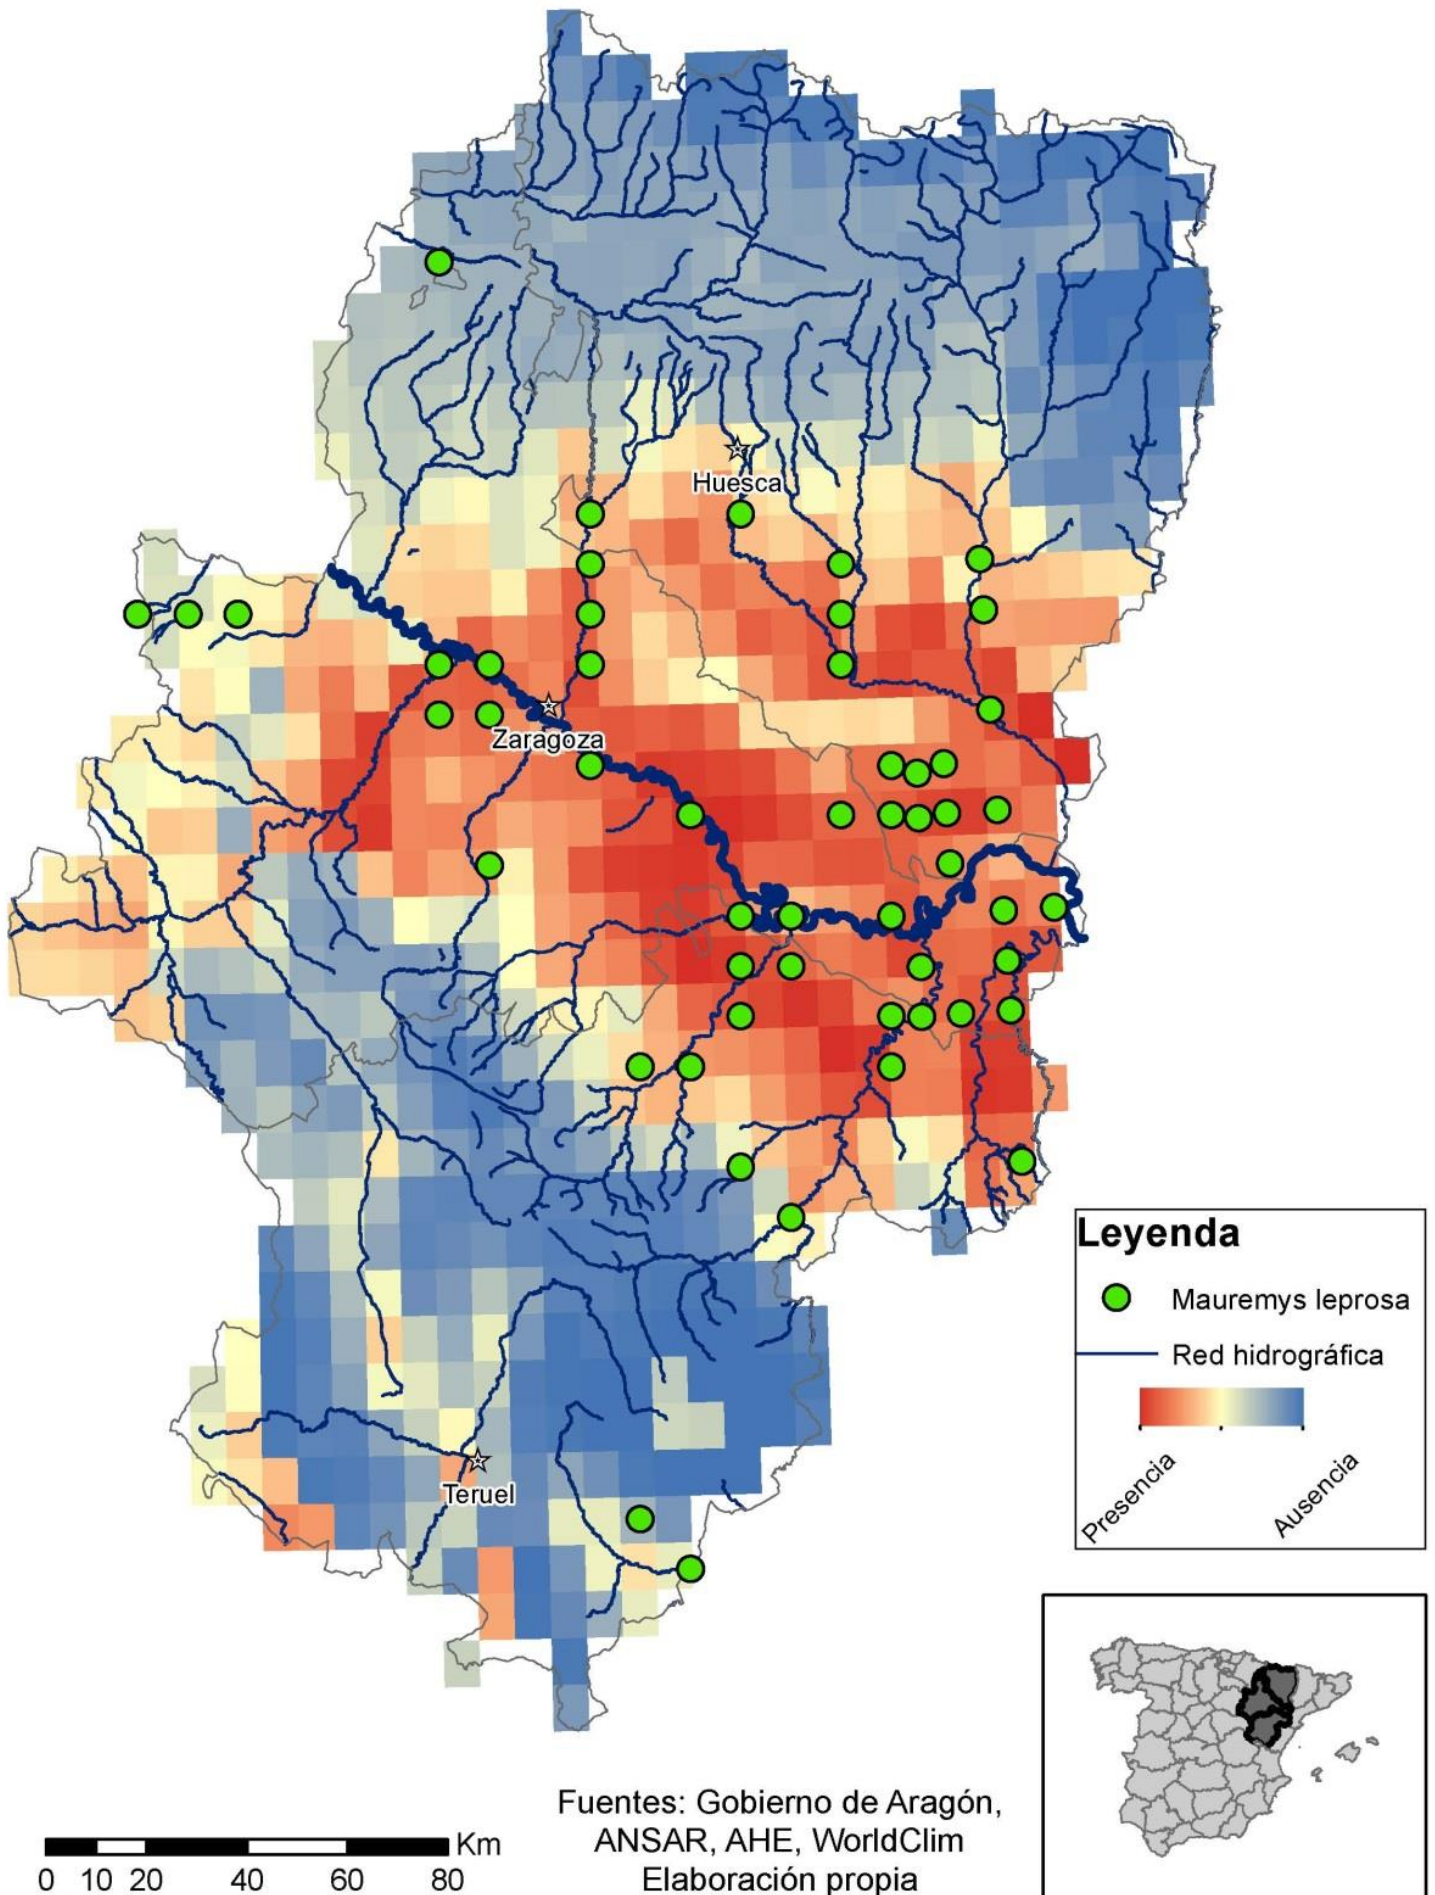 Huesca
Zaragoza
Teruel
Leyenda
Mauremys leprosa
Red hidrográfica
Presencia
Ausencia
Km
0 10 20 40 60 80
Fuentes: Gobierno de Aragón,
ANSAR, AHE, WorldClim
Elaboración propia